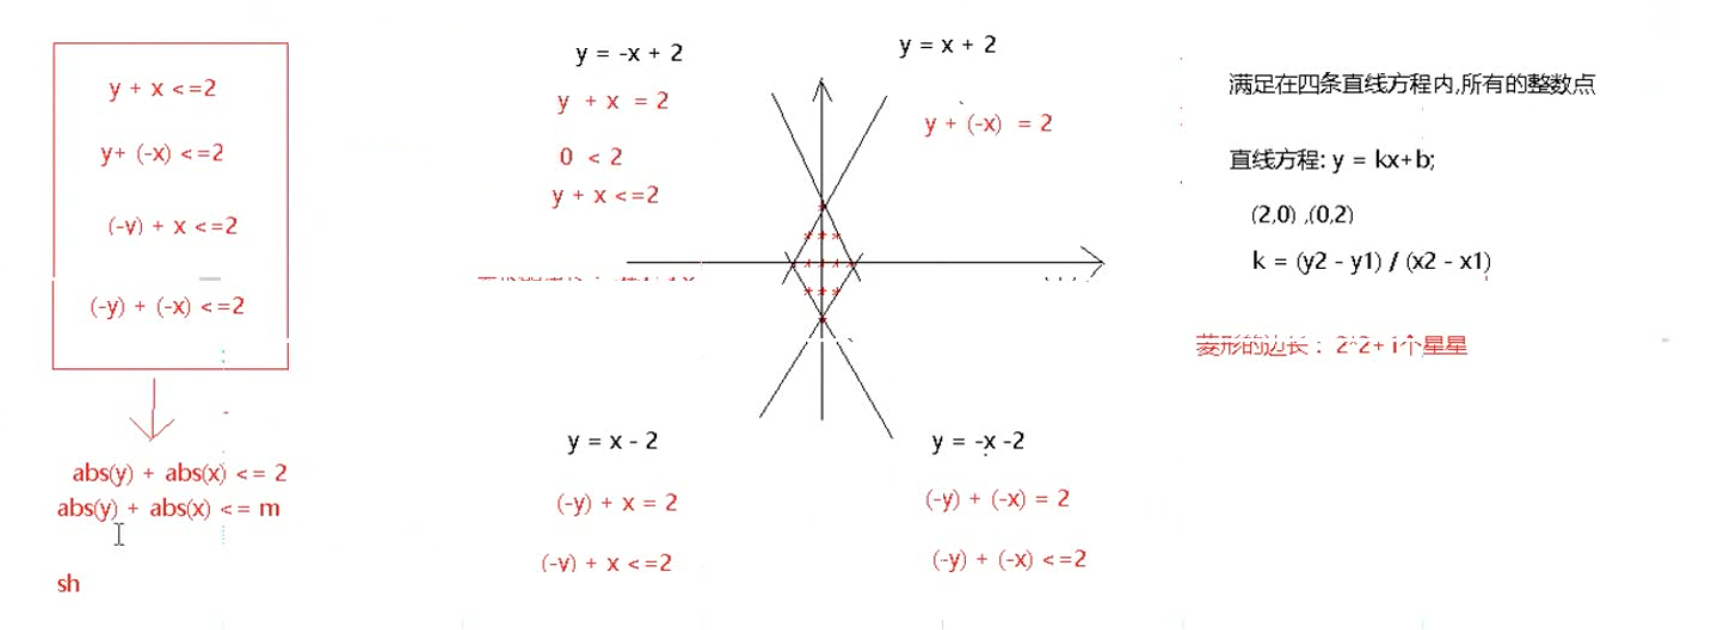 y + x <=2
y+ (-x) <=2
(-y) + x <=2
(-y) + (-x) <=2
abs(y) + abs(x) <= 2
abs(y) + abs(x) <= m
sh
y = -x + 2
y + x = 2
0 < 2
y + x <=2
y = x + 2
y + (-x) = 2
y = x - 2
(-y) + x = 2
(-y) + x <=2
y = -x -2
(-y) + (-x) = 2
(-y) + (-x) <=2
满足在四条直线方程内,所有的整数点
直线方程: y = kx+b;
(2,0) ,(0,2)
k = (y2 - y1) / (x2 - x1)
菱形的边长： 2*2+1个星星